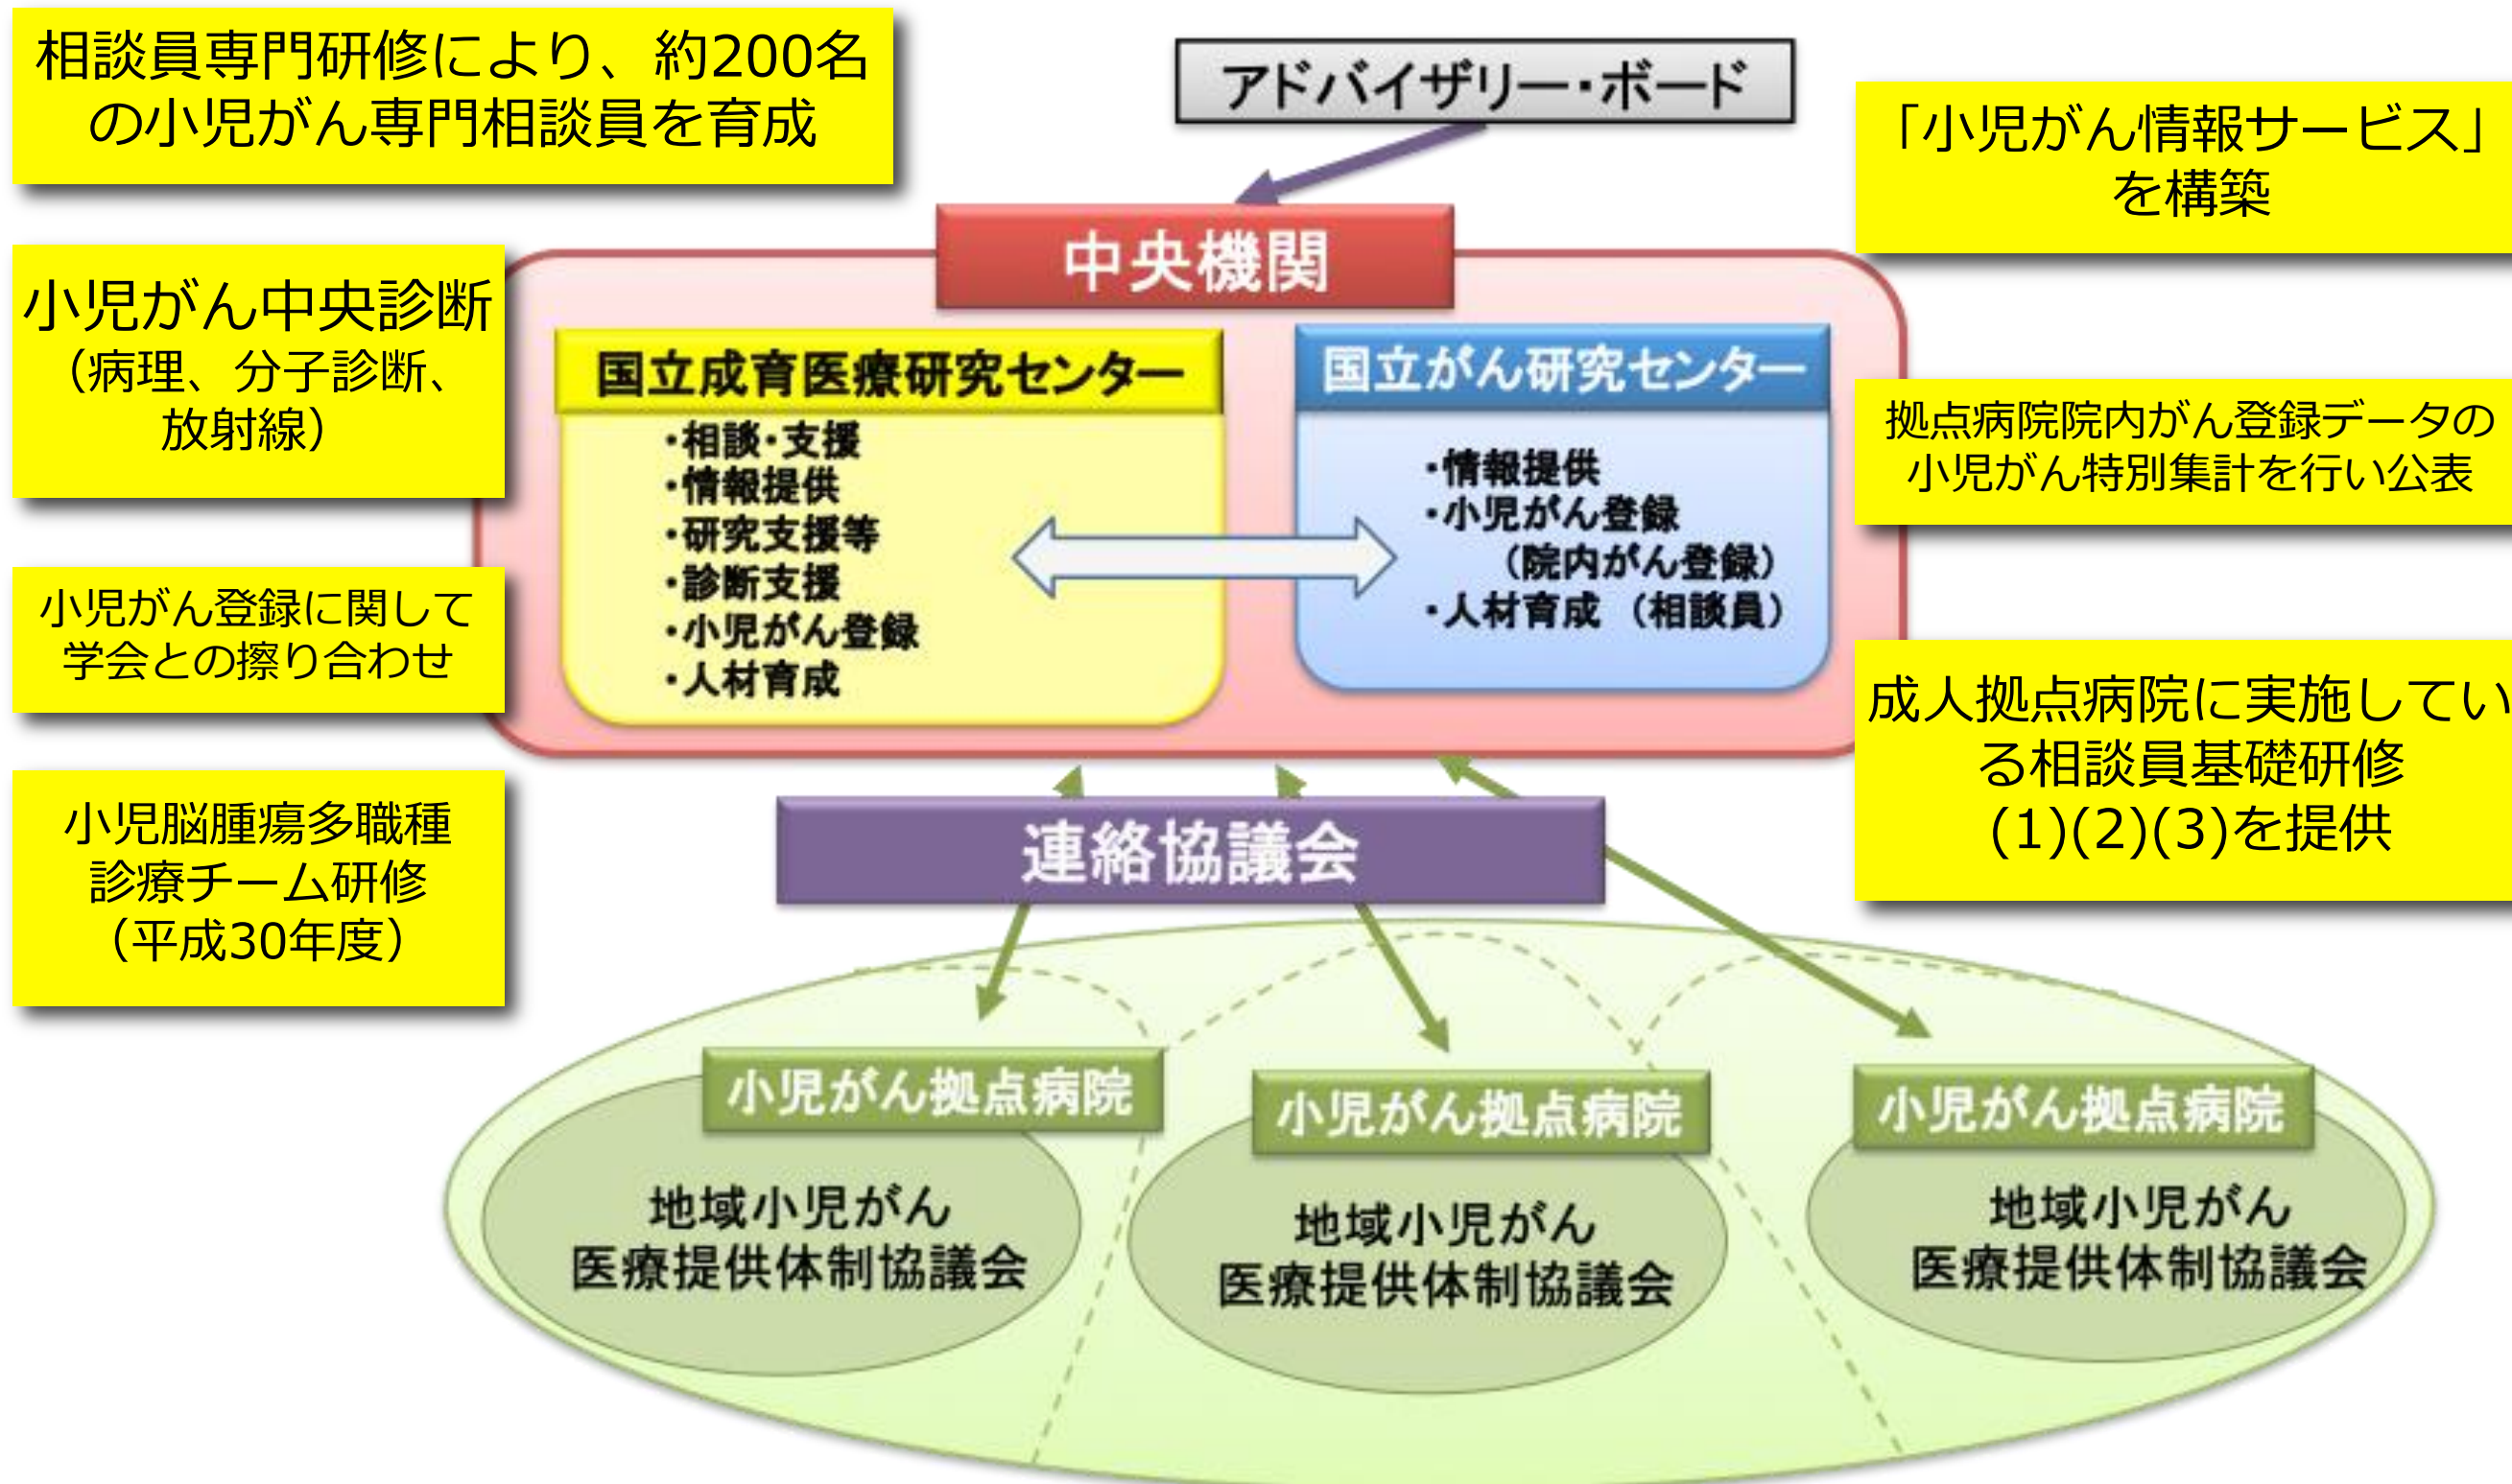 相談員専門研修により、約200名
の小児がん専門相談員を育成
アドバイザリー・ボード
「小児がん情報サービス」
を構築
中央機関
小児がん中央診断
（病理、分子診断、
放射線）
国立成育医療研究センター
・相談・支援
・情報提供
・研究支援等
・診断支援
・小児がん登録
・人材育成
国立がん研究センター
・情報提供
・小児がん登録
（院内がん登録）
・人材育成 （相談員）
拠点病院院内がん登録データの
小児がん特別集計を行い公表
小児がん登録に関して
学会との擦り合わせ
成人拠点病院に実施してい
る相談員基礎研修
(1)(2)(3)を提供
小児脳腫瘍多職種
診療チーム研修
（平成30年度）
連絡協議会
小児がん拠点病院
地域小児がん
医療提供体制協議会
小児がん拠点病院
地域小児がん
医療提供体制協議会
小児がん拠点病院
地域小児がん
医療提供体制協議会